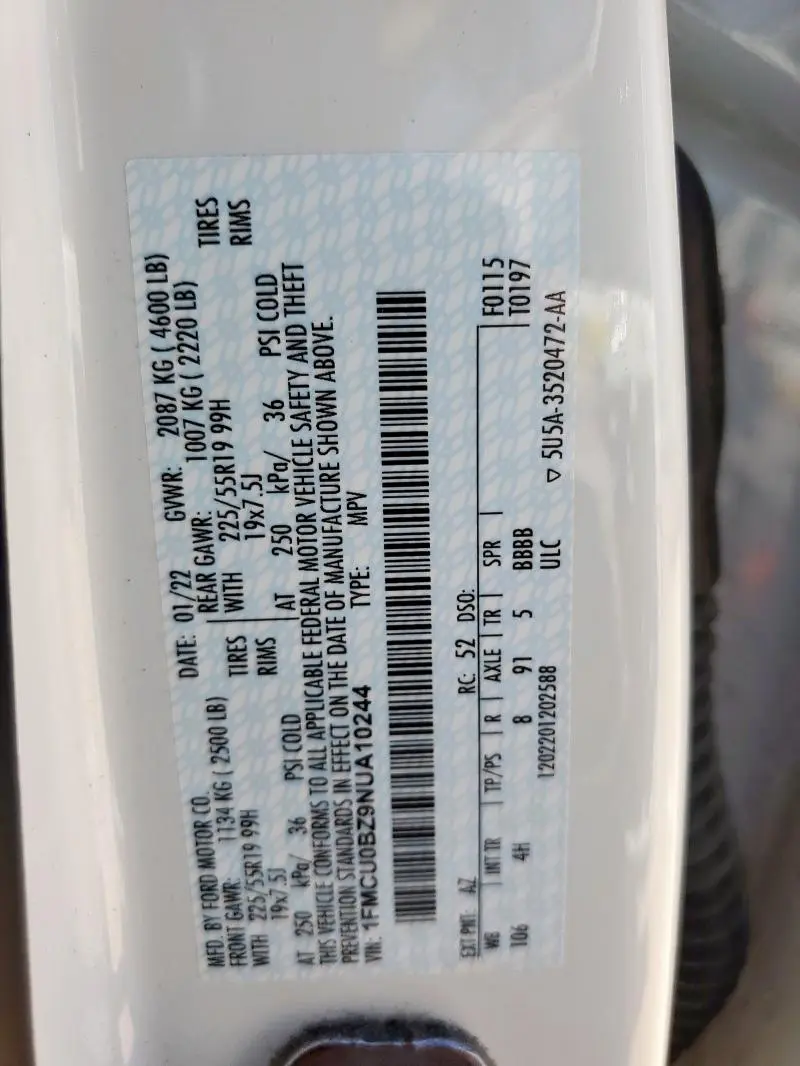 MFD. BY FORD MOTOR CO. DATE: 01/22 GVWR: 2087 KG ( 4600 LB)
FRONT GAWR: 1134 KG ( 2500 LB) REAR GAWR: 1007 KG ( 2220 LB)
WITH 225/55R19 99H TIRES WITH 225/55R19 99H TIRES
19x7.5J RIMS 19x7.5J RIMS
AT 250 kPa/ 36 PSI COLD AT 250 kPa/ 36 PSI COLD
THIS VEHICLE CONFORMS TO ALL APPLICABLE FEDERAL MOTOR VEHICLE SAFETY AND THEFT
PREVENTION STANDARDS IN EFFECT ON THE DATE OF MANUFACTURE SHOWN ABOVE.
VIN: 1FMCU0BZ9NUA10244 TYPE: MPV
EXT PNT: AZ RC: 52 DSO:
WB INT TR TP/PS R AXLE TR SPR F0115
106 4H 8 91 5 BBBB T0197
1202201202588 ULC
▽ 5U5A-3520472-AA